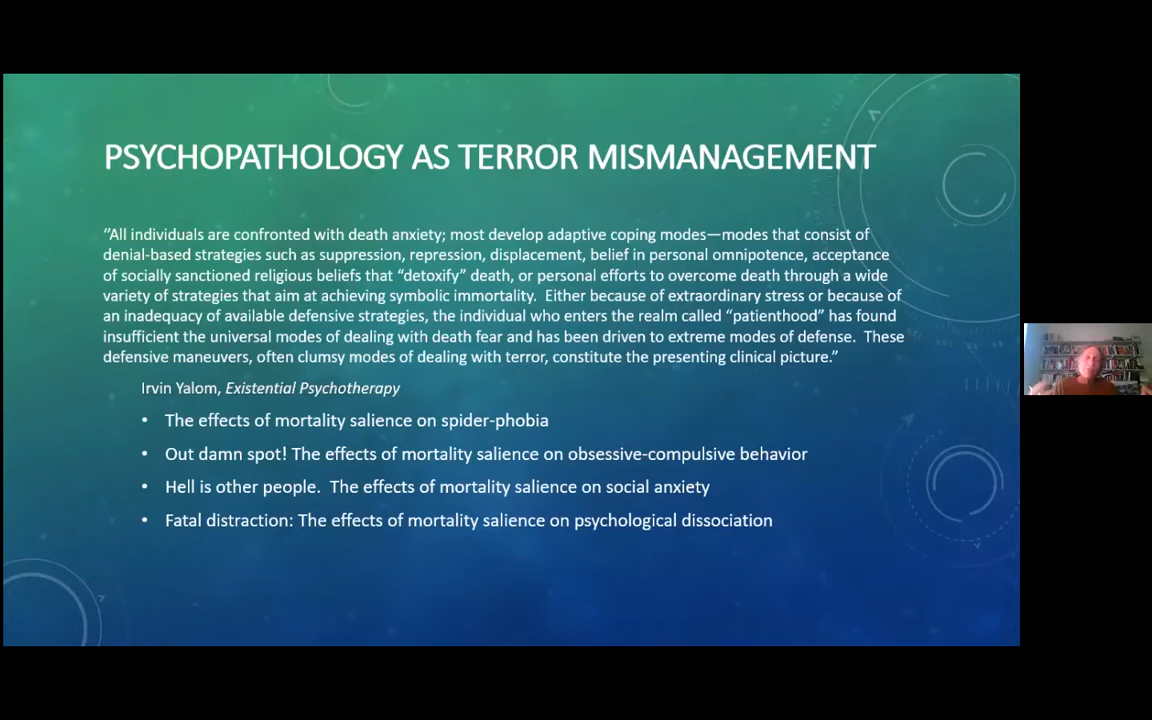 PSYCHOPATHOLOGY AS TERROR MISMANAGEMENT
“All individuals are confronted with death anxiety; most develop adaptive coping modes—modes that consist of
denial-based strategies such as suppression, repression, displacement, belief in personal omnipotence, acceptance
of socially sanctioned religious beliefs that “detoxify” death, or personal efforts to overcome death through a wide
variety of strategies that aim at achieving symbolic immortality.  Either because of extraordinary stress or because of
an inadequacy of available defensive strategies, the individual who enters the realm called “patienthood” has found
insufficient the universal modes of dealing with death fear and has been driven to extreme modes of defense.  These
defensive maneuvers, often clumsy modes of dealing with terror, constitute the presenting clinical picture.”
Irvin Yalom, Existential Psychotherapy
• The effects of mortality salience on spider-phobia
• Out damn spot! The effects of mortality salience on obsessive-compulsive behavior
• Hell is other people.  The effects of mortality salience on social anxiety
• Fatal distraction: The effects of mortality salience on psychological dissociation